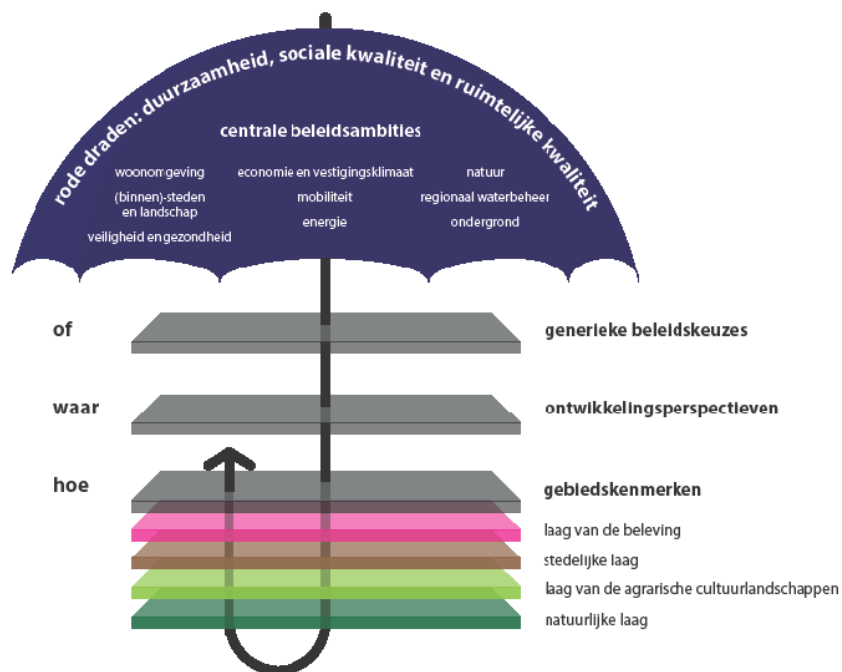 rode draden: duurzaamheid, sociale kwaliteit en ruimtelijke kwaliteit
centrale beleidsambities
woonomgeving
(binnen)-steden
en landschap
veiligheid en gezondheid
economie en vestigingsklimaat
mobiliteit
energie
natuur
regionaal waterbeheer
ondergrond
of
generieke beleidskeuzes
waar
ontwikkelingsperspectieven
hoe
gebiedskenmerken
laag van de beleving
stedelijke laag
laag van de agrarische cultuurlandschappen
natuurlijke laag